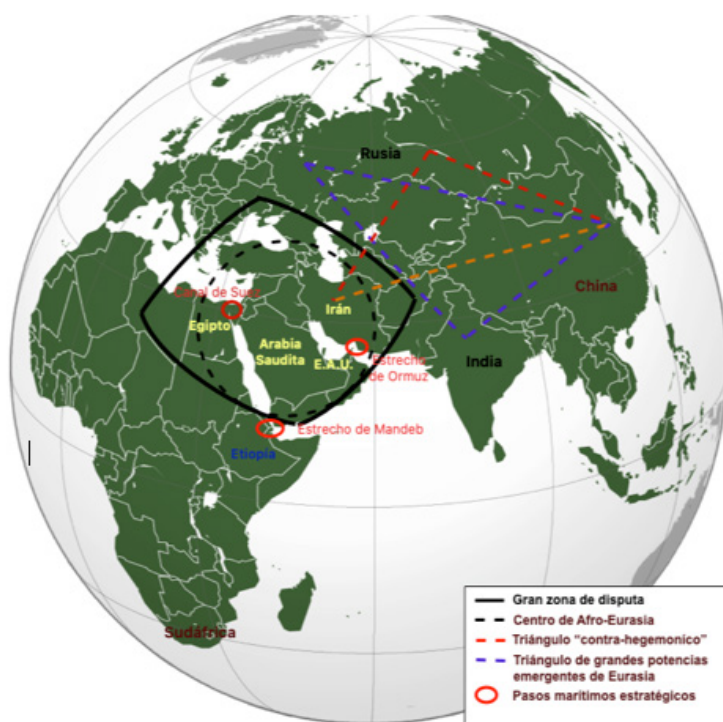 Rusia
China
Canal de Suez
Irán
Egipto
Arabia
Saudita
E.A.U.
India
Estrecho
de Ormuz
Estrecho de Mandeb
Etiopia
Sudáfrica
Gran zona de disputa
Centro de Afro-Eurasia
Triángulo “contra-hegemonico”
Triángulo de grandes potencias
emergentes de Eurasia
Pasos marítimos estratégicos